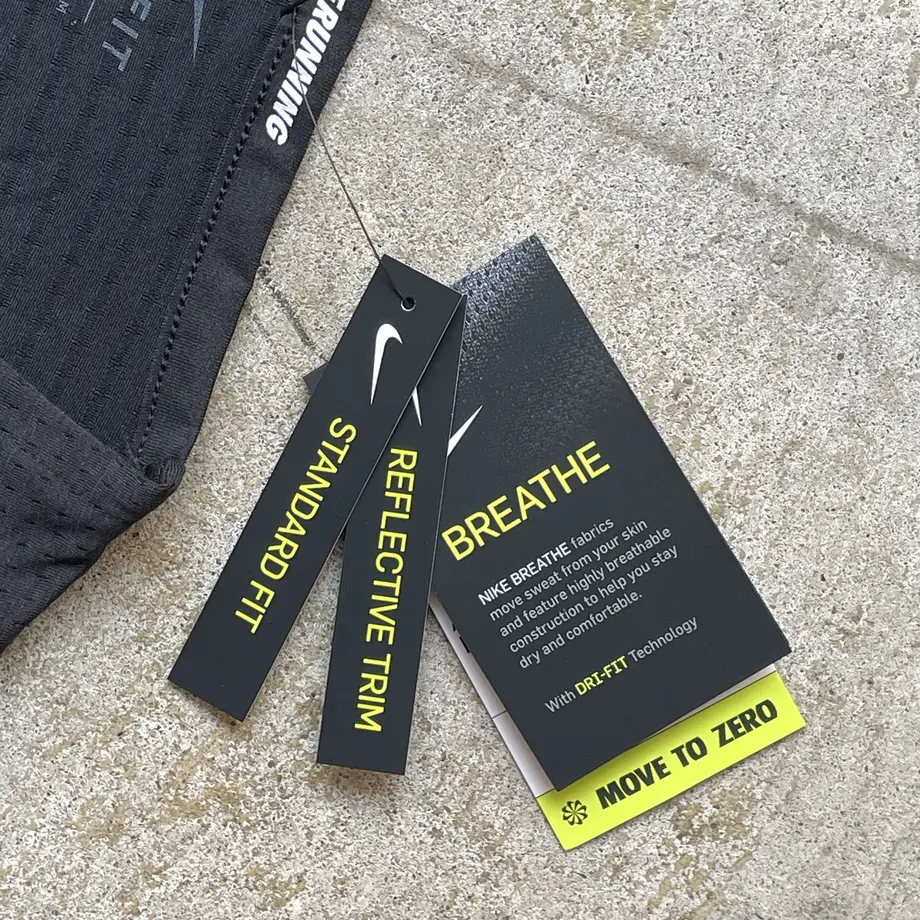 FIT
M
RUNNING
STANDARD FIT
REFLECTIVE TRIM
BREATHE
NIKE BREATHE fabrics
move sweat from your skin
and feature highly breathable
construction to help you stay
dry and comfortable.
With DRI-FIT Technology
MOVE TO ZERO